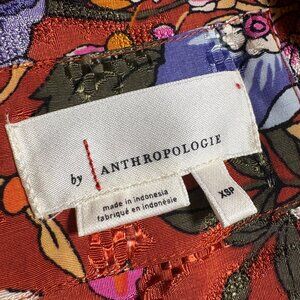 by ANTHROPOLOGIE
made in indonesia
fabriqué en indonésie
XSP